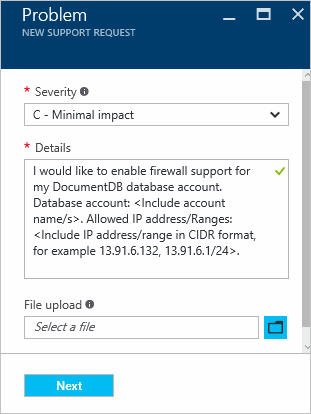 Problem
NEW SUPPORT REQUEST
* Severity
C - Minimal impact
* Details
I would like to enable firewall support for
my DocumentDB database account.
Database account: <Include account
name/s>. Allowed IP address/Ranges:
<Include IP address/range in CIDR format,
for example 13.91.6.132, 13.91.6.1/24>.
File upload
Select a file
Next